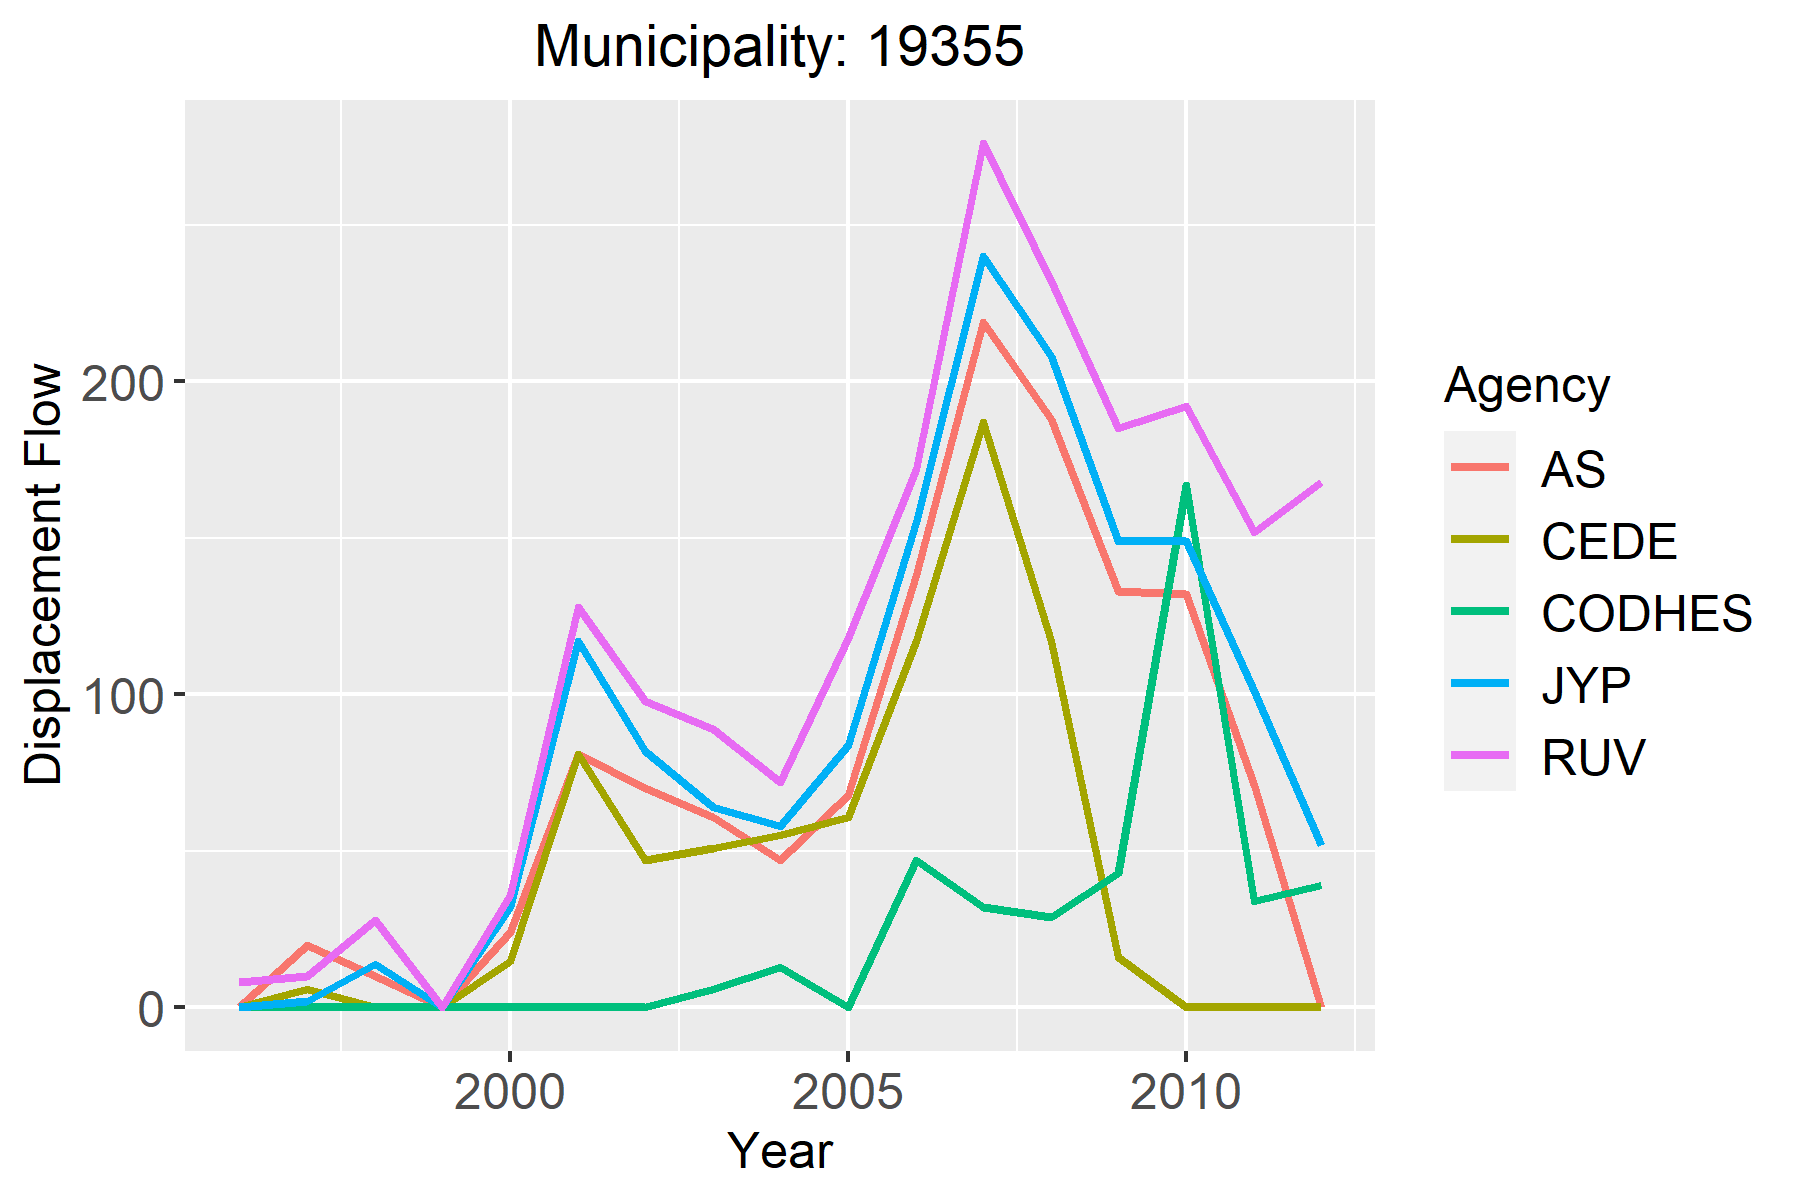 Municipality: 19355
Displacement Flow
200
100
0
2000 2005 2010
Year
Agency
AS
CEDE
CODHES
JYP
RUV